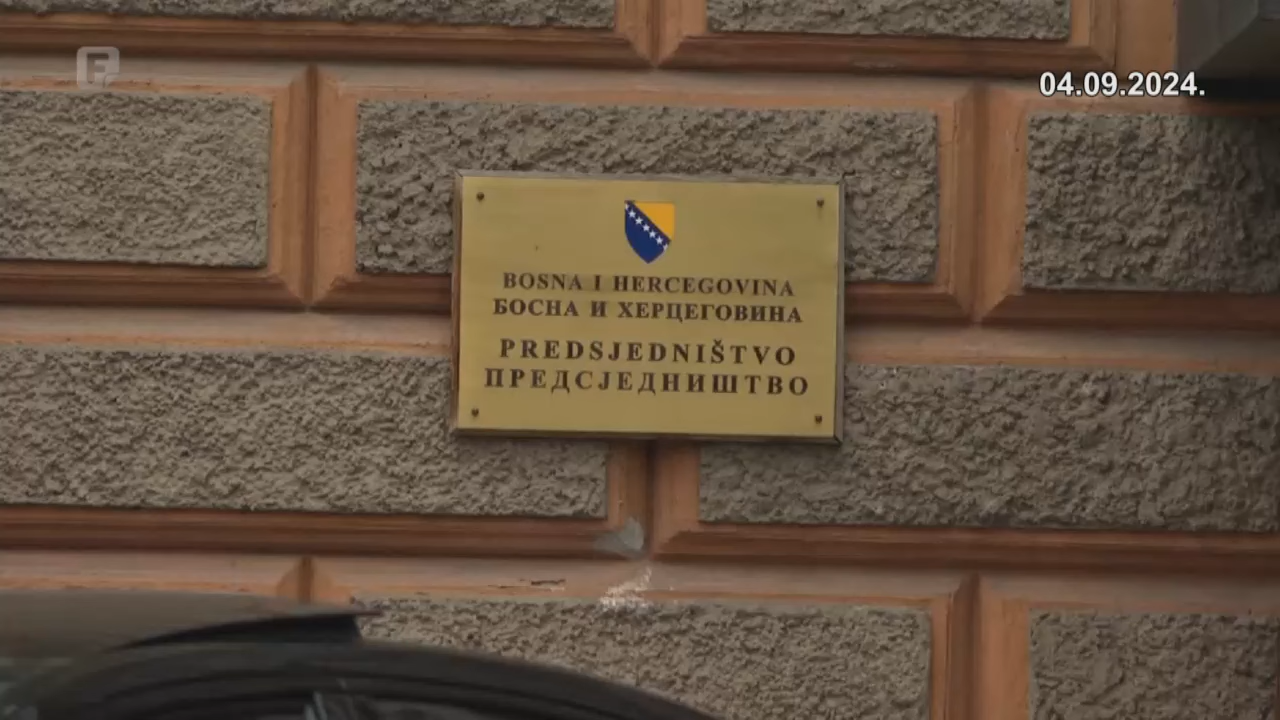 04.09.2024.
BOSNA I HERCEGOVINA
БОСНА И ХЕРЦЕГОВИНА
PREDSJEDNIŠTVO
ПРЕДСЈЕДНИШТВО